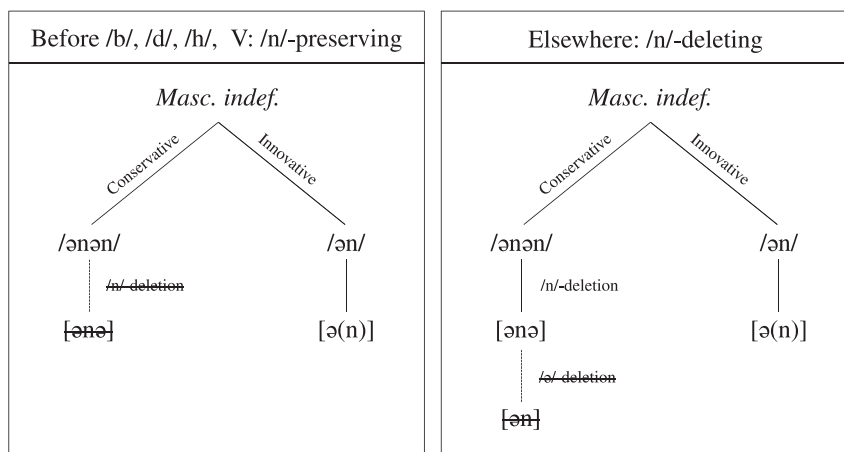 Before /b/, /d/, /h/, V: /n/-preserving
Masc. indef.
Conservative
Innovative
/ənən/
/ən/
/n/-deletion
[ənə]
[ə(n)]
Elsewhere: /n/-deleting
Masc. indef.
Conservative
Innovative
/ənən/
/ən/
/n/-deletion
[ənə]
[ə(n)]
/ə/-deletion
[ən]